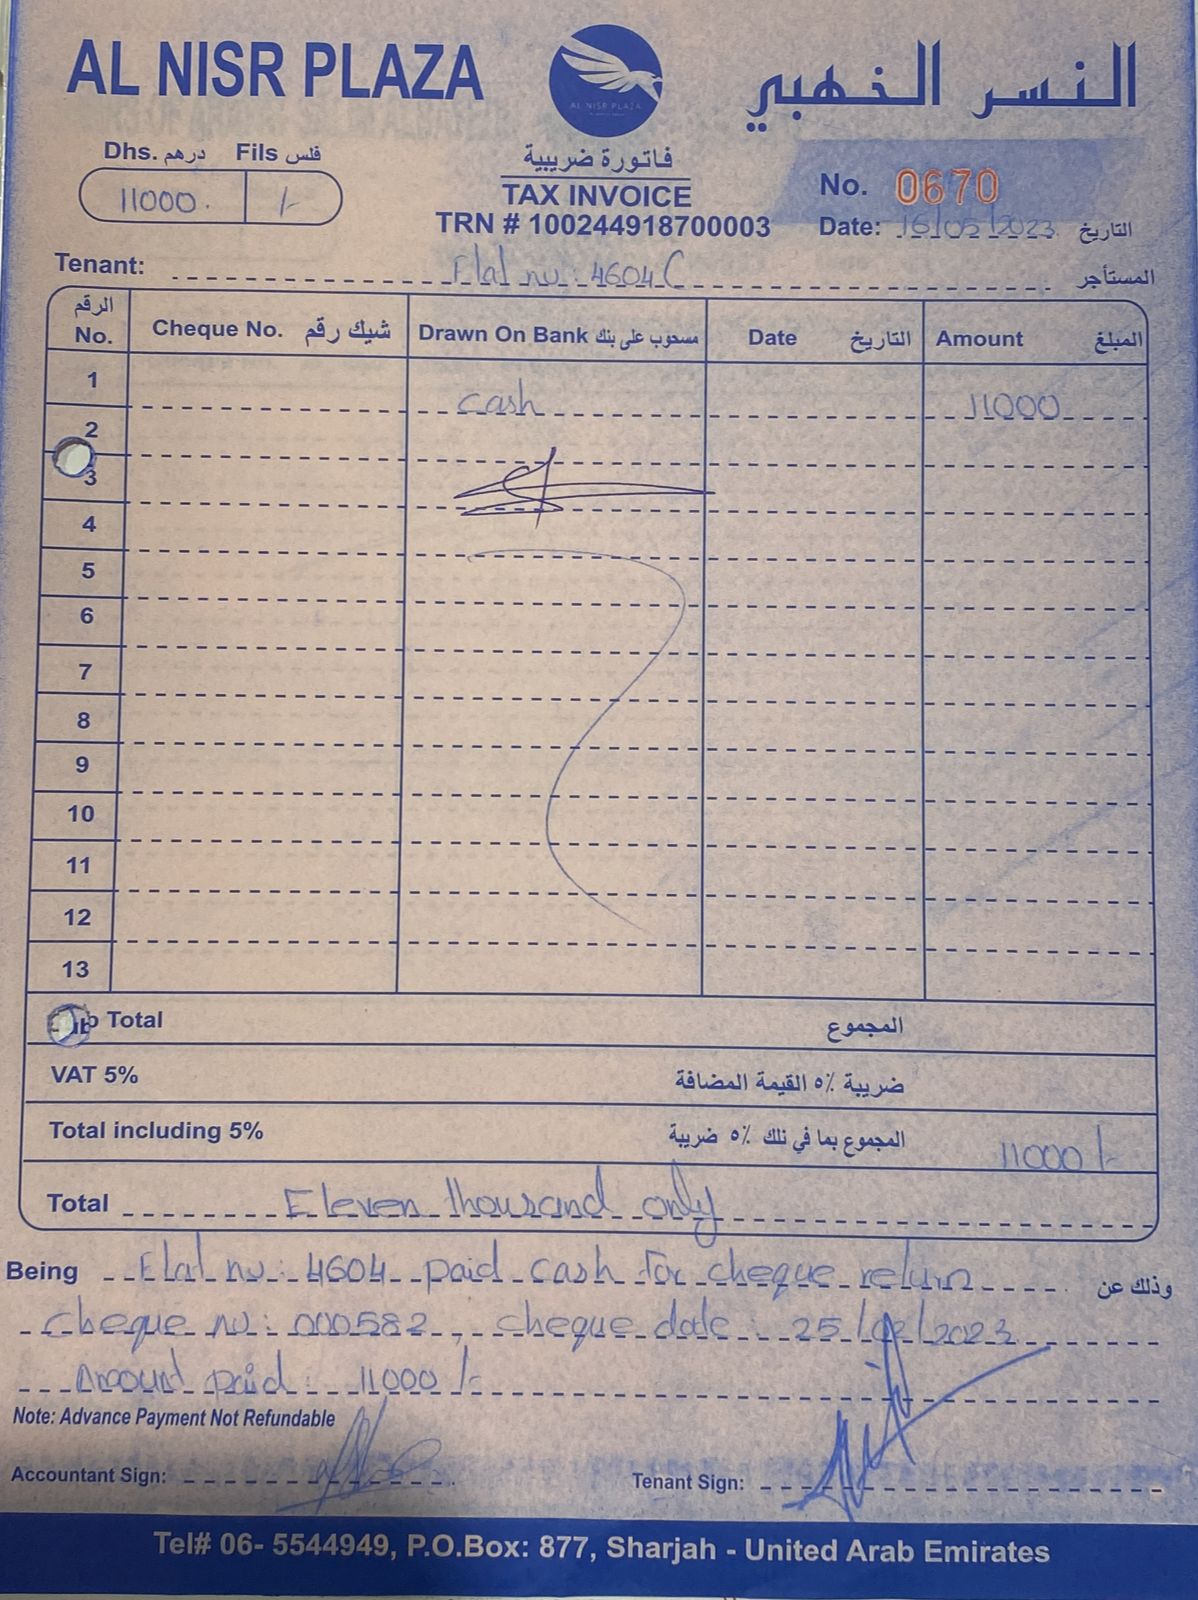 AL NISR PLAZA
AL NISR PLAZA
النسر الذهبي
Dhs. درهم Fils فلس
11000. /-
فاتورة ضريبية
TAX INVOICE
TRN # 100244918700003
No. 0670
Date: 16/05/2023 التاريخ
Tenant: Flat no: 4604C المستأجر
الرقم No. Cheque No. شيك رقم Drawn On Bank مسحوب على بنك Date التاريخ Amount المبلغ
1 cash 11000
2
3
4
5
6
7
8
9
10
11
12
13
Total المجموع
VAT 5% ضريبة ٥٪ القيمة المضافة
Total including 5% المجموع بما في تلك ٥٪ ضريبة 11000/-
Total Eleven thousand only
Being Flat no: 4604 paid cash for cheque return وذلك عن
cheque no: 000582, cheque date: 25/02/2023
Amount paid: 11000/-
Note: Advance Payment Not Refundable
Accountant Sign:
Tenant Sign:
Tel# 06- 5544949, P.O.Box: 877, Sharjah - United Arab Emirates